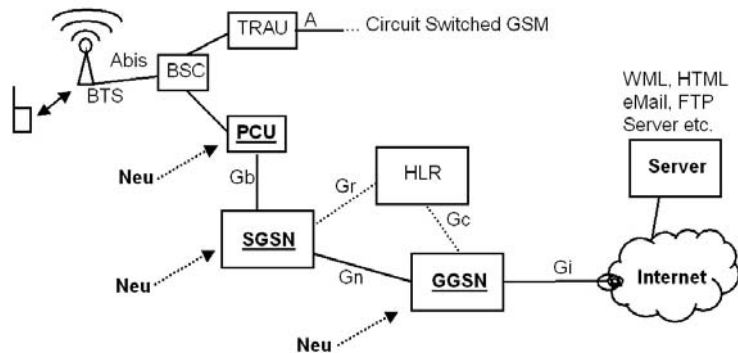 TRAU
A
Circuit Switched GSM
Abis
BSC
BTS
WML, HTML
eMail, FTP
Server etc.
PCU
Server
Neu
Gb
Gr
HLR
Gc
SGSN
Neu
Gn
GGSN
Gi
Internet
Neu